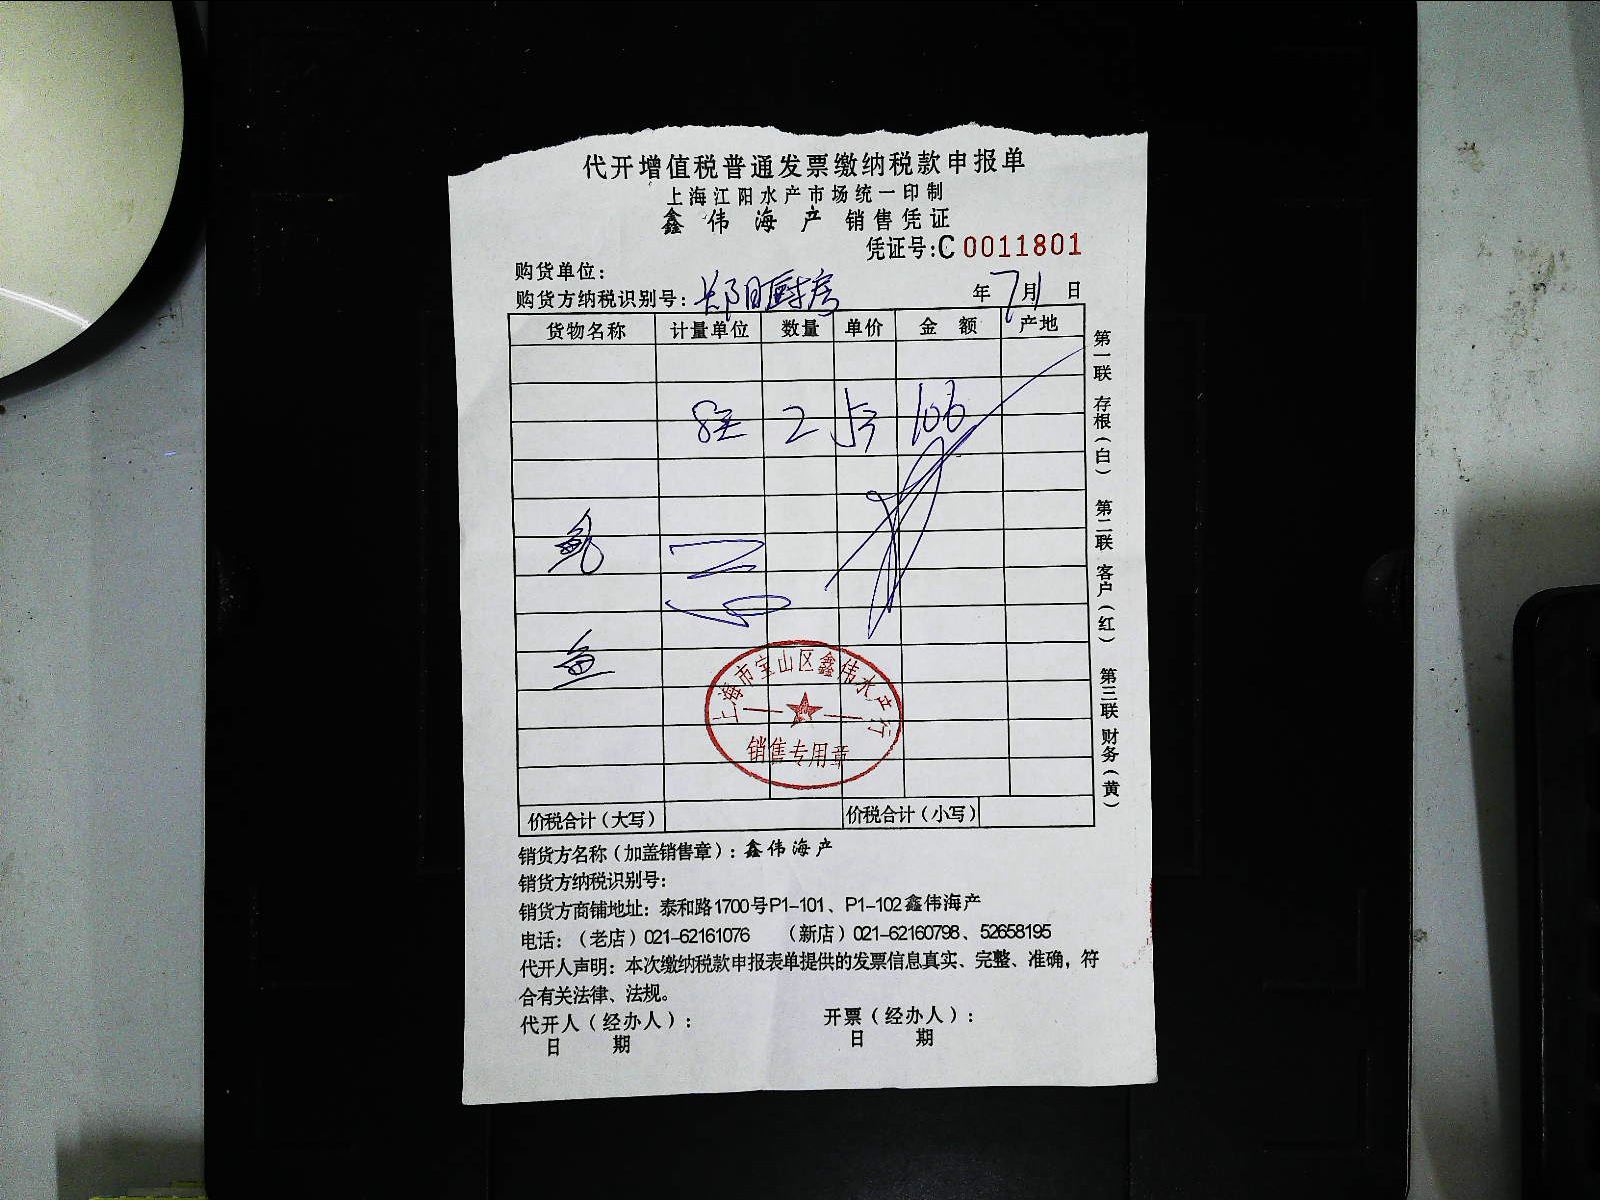 代开增值税普通发票缴纳税款申报单
上海江阳水产市场统一印制
鑫伟海产 销售凭证
凭证号:C 0011801
购货单位:
购货方纳税识别号: 厨房 年 7月1日
货物名称 计量单位 数量 单价 金额 产地
8 2 53 106
鲍
鱼
上海市宝山区鑫伟水产行
销售专用章
价税合计(大写) 价税合计(小写)
销货方名称(加盖销售章): 鑫伟海产
销货方纳税识别号:
销货方商铺地址: 泰和路1700号P1-101、P1-102鑫伟海产
电话: (老店)021-62161076 (新店)021-62160798、52658195
代开人声明: 本次缴纳税款申报表单提供的发票信息真实、完整、准确, 符
合有关法律、法规。
代开人(经办人): 开票(经办人):
日 期 日 期
第一联 存根(白) 第二联 客户(红) 第三联 财务(黄)